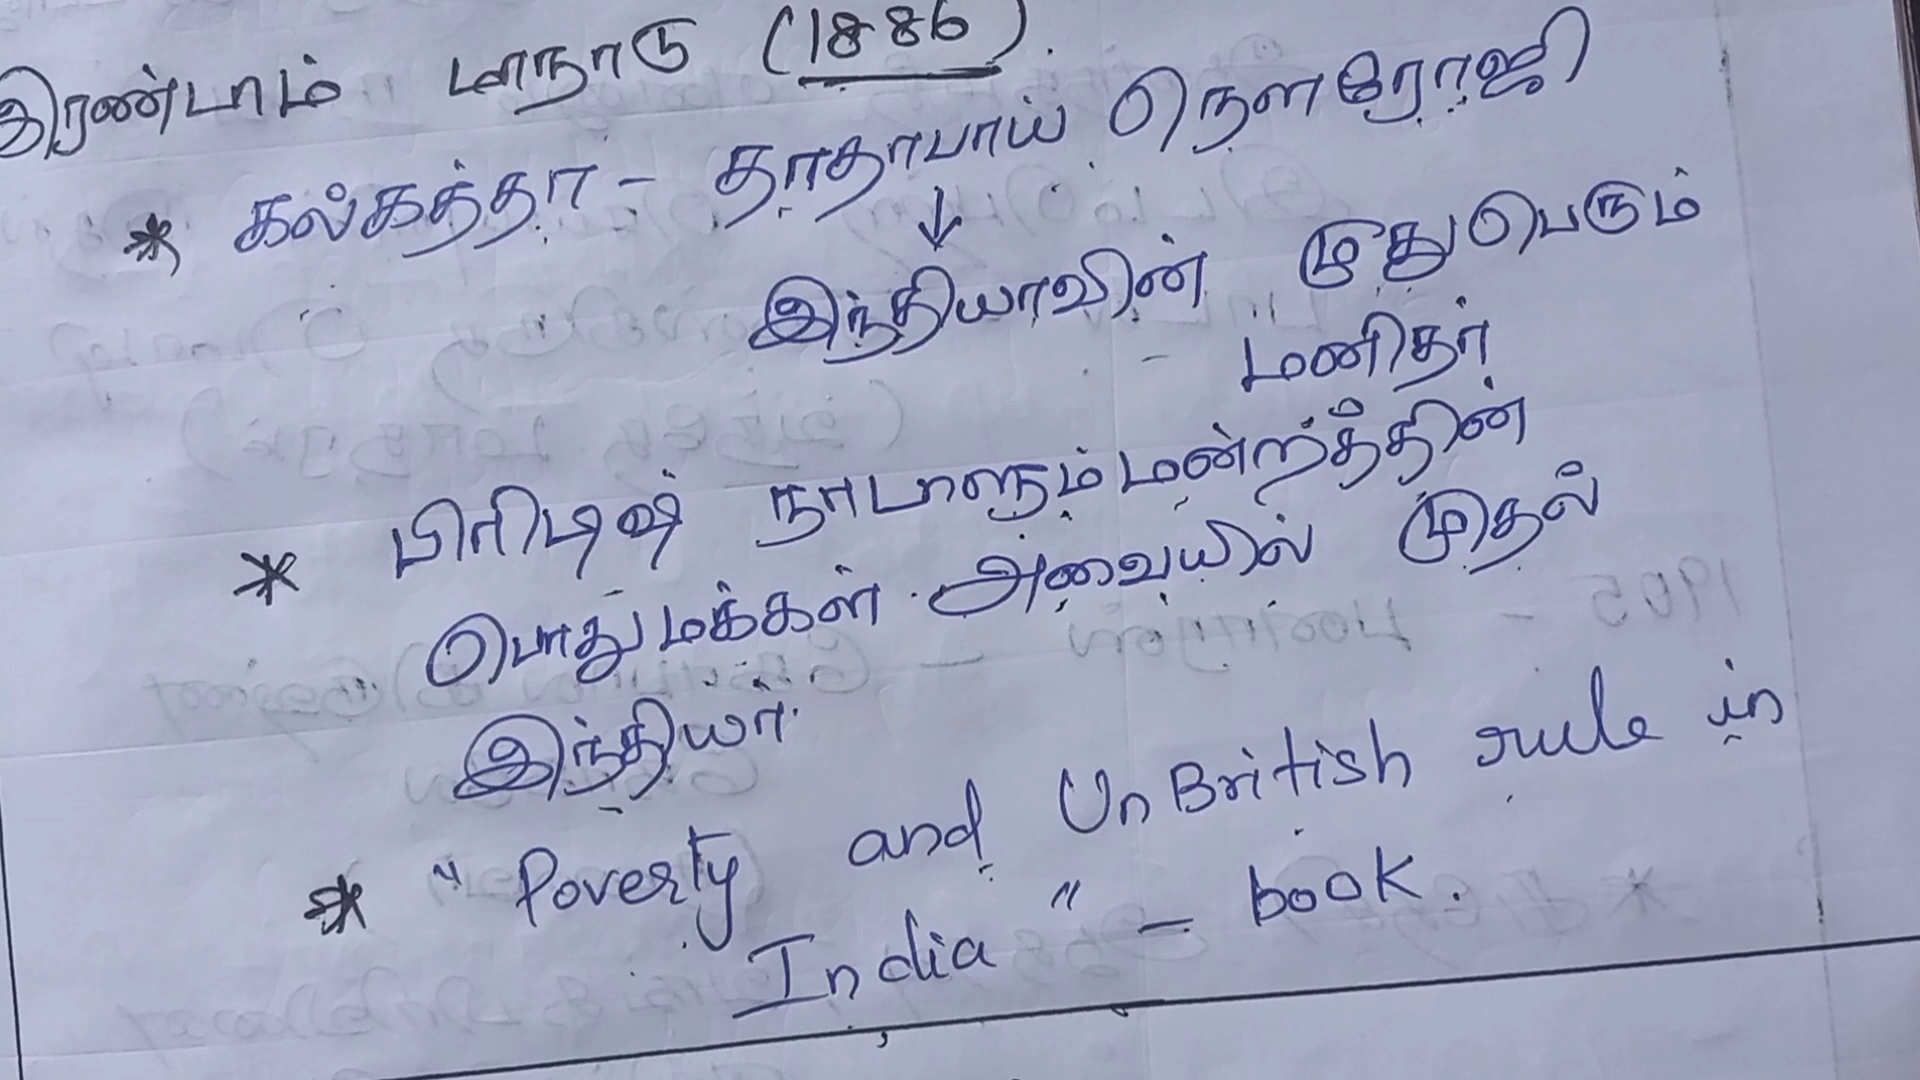 இரண்டாம் மாநாடு (1886).
* கல்கத்தா - தாதாபாய் நௌரோஜி
↓
இந்தியாவின் முதுபெரும்
மனிதர்
* பிரிடிஷ் நாடாளும்மன்றத்தின்
பொதுமக்கள் அவையில் முதல்
இந்தியர்.
* "Poverty and UnBritish rule in
India" - book.